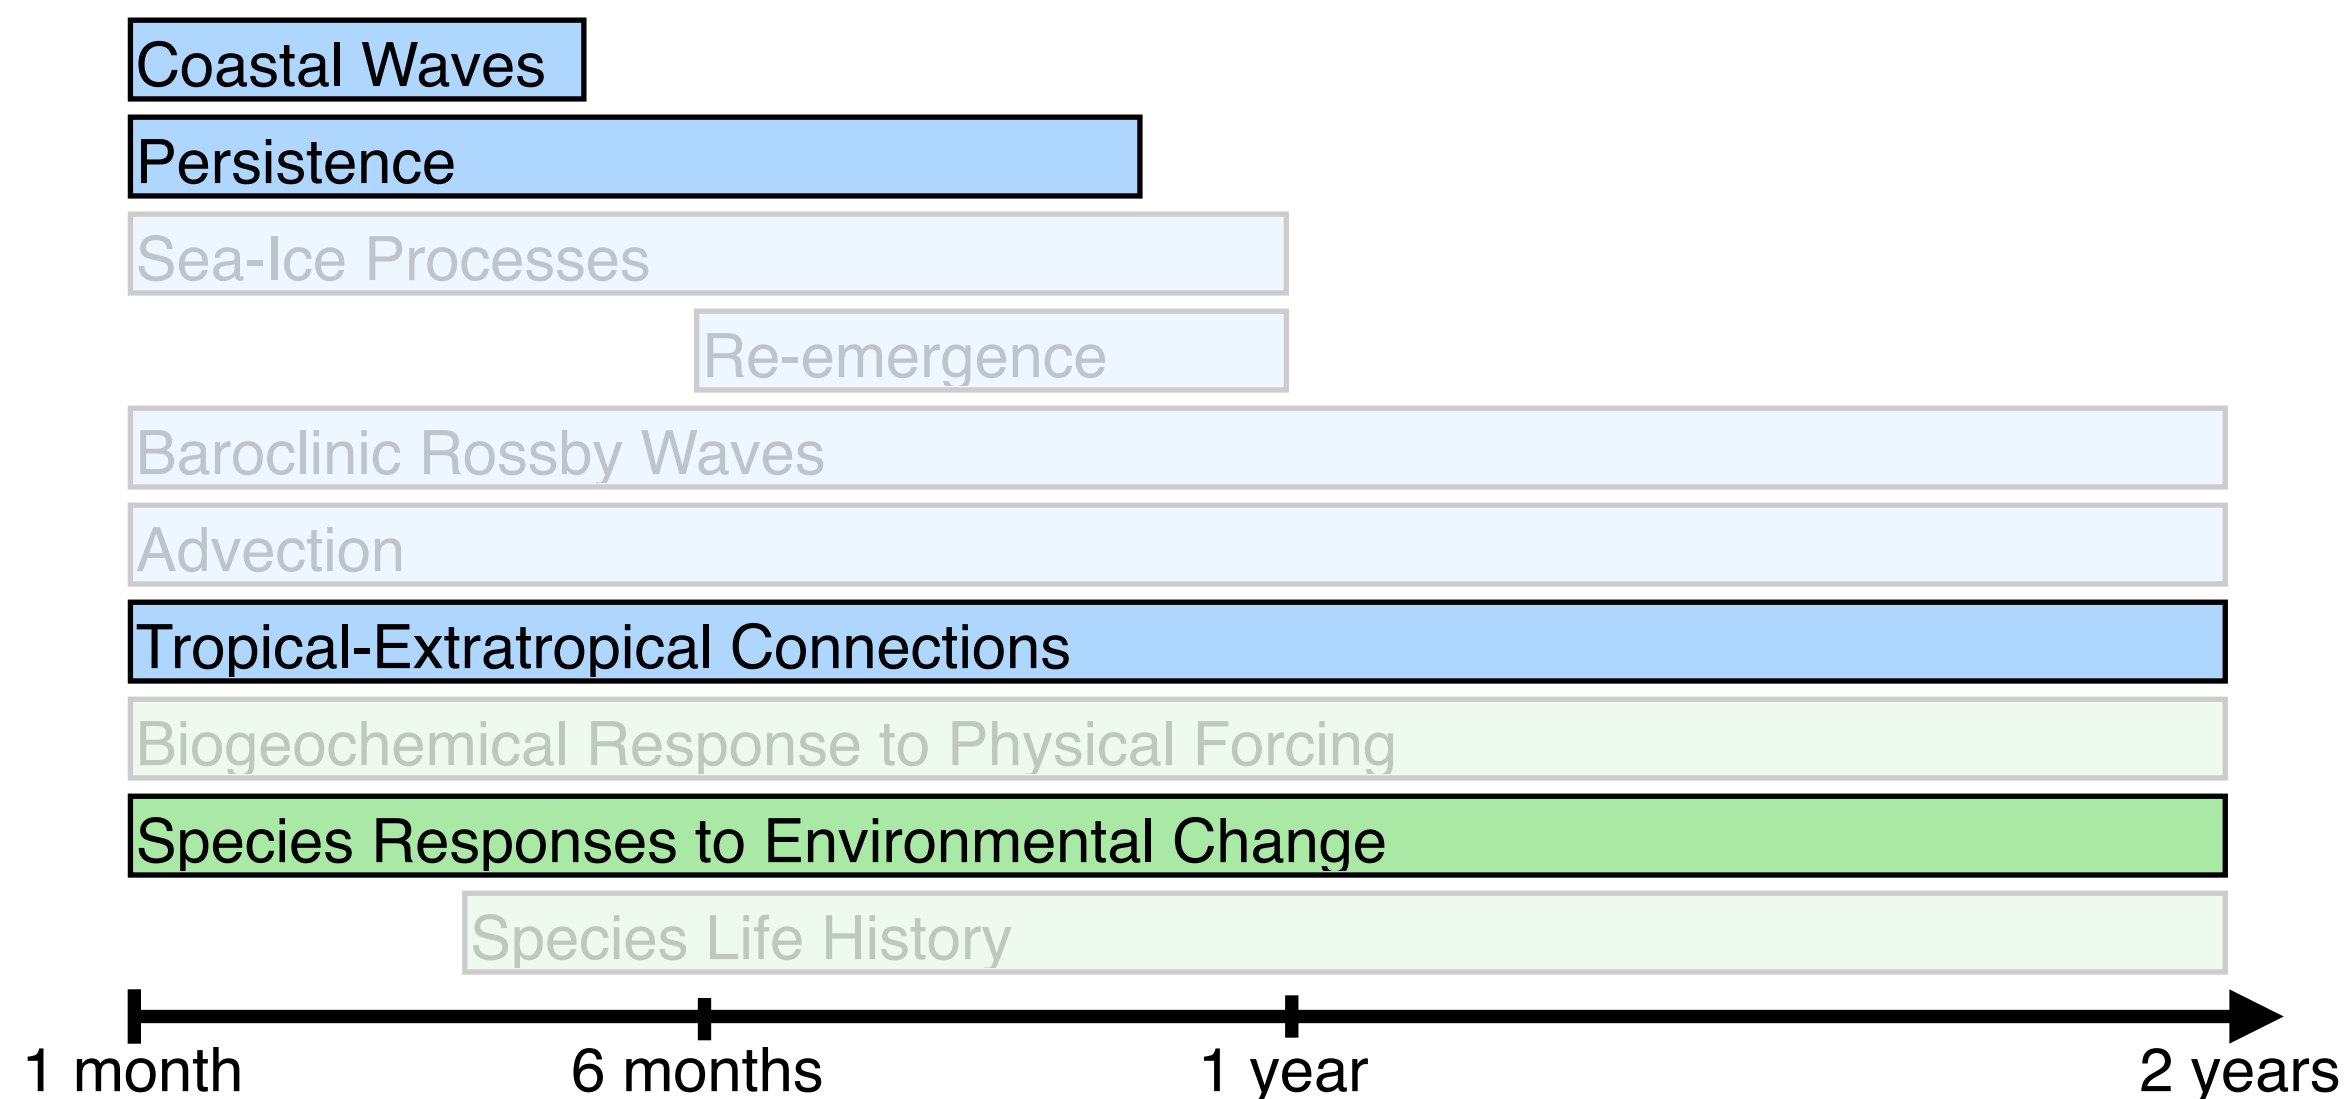 Coastal Waves
Persistence
Sea-Ice Processes
Re-emergence
Baroclinic Rossby Waves
Advection
Tropical-Extratropical Connections
Biogeochemical Response to Physical Forcing
Species Responses to Environmental Change
Species Life History
1 month 6 months 1 year 2 years